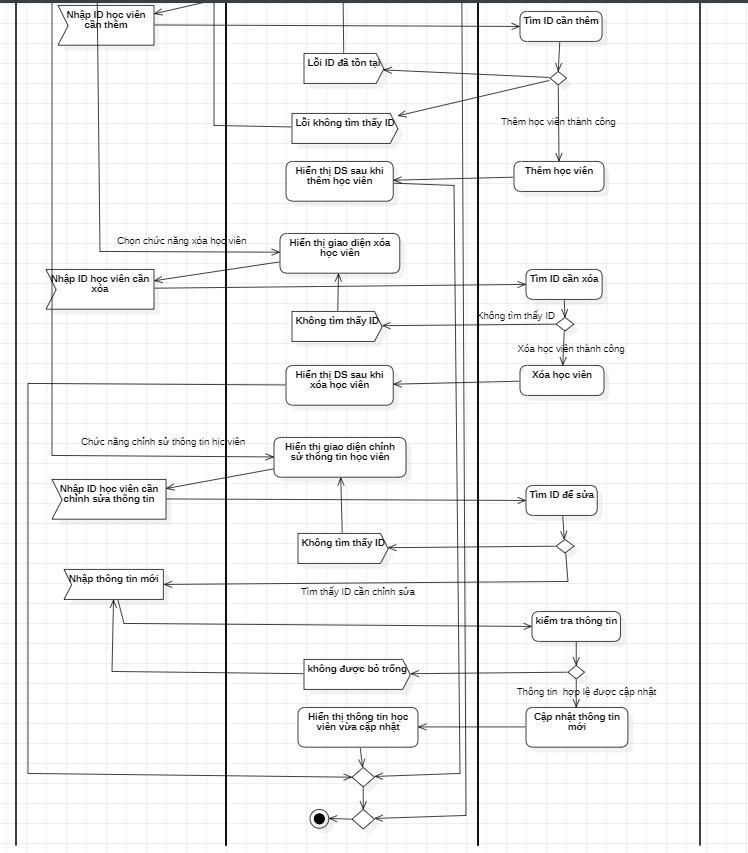 Nhập ID học viên
cần thêm
Tìm ID cần thêm
Lỗi ID đã tồn tại
Lỗi không tìm thấy ID
Thêm học viên thành công
Hiển thị DS sau khi
thêm học viên
Thêm học viên
Chọn chức năng xóa học viên
Hiển thị giao diện xóa
học viên
Nhập ID học viên cần
xóa
Tìm ID cần xóa
Không tìm thấy ID
Không tìm thấy ID
Xóa học viên thành công
Hiển thị DS sau khi
xóa học viên
Xóa học viên
Chức năng chỉnh sử thông tin học viên
Hiển thị giao diện chỉnh
sử thông tin học viên
Nhập ID học viên cần
chỉnh sửa thông tin
Tìm ID để sửa
Không tìm thấy ID
Nhập thông tin mới
Tìm thấy ID cần chỉnh sửa
kiểm tra thông tin
không được bỏ trống
Thông tin hợp lệ được cập nhật
Hiển thị thông tin học
viên vừa cập nhật
Cập nhật thông tin
mới